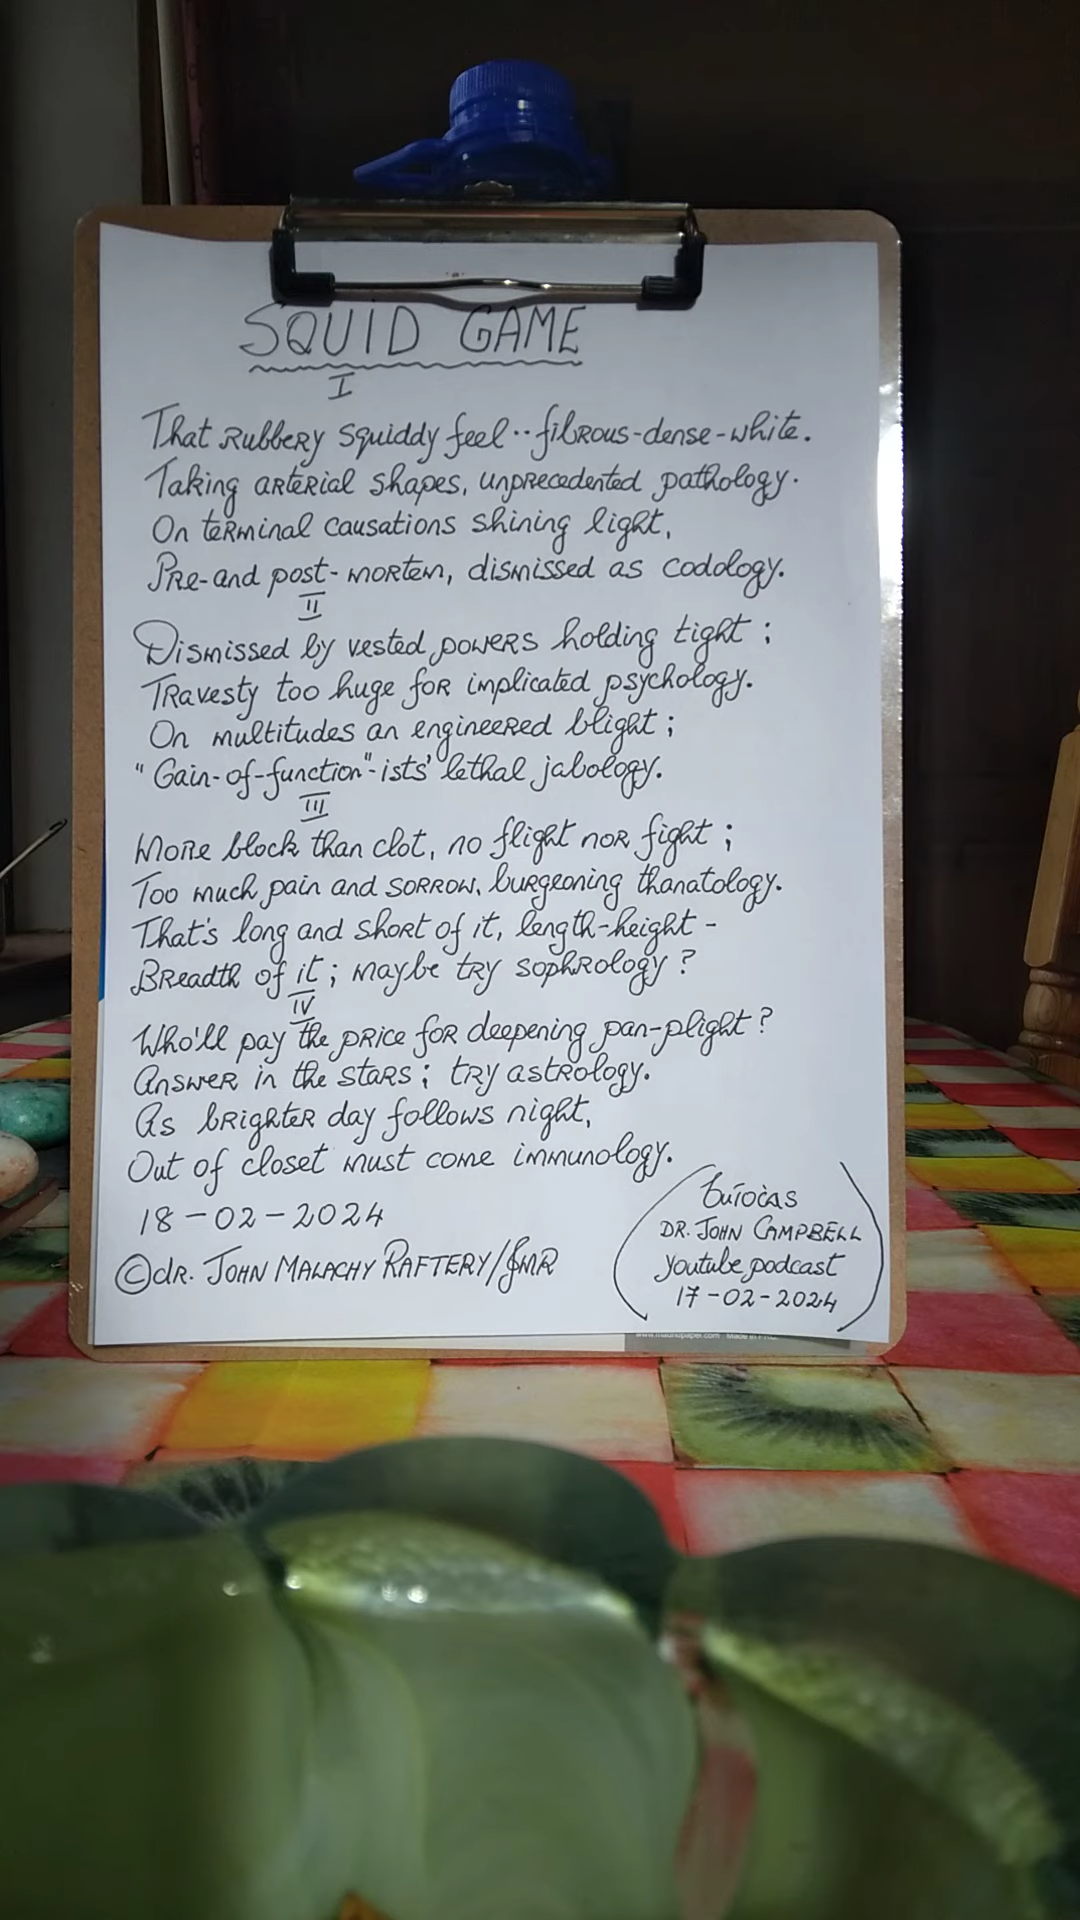 SQUID GAME
I
That Rubbery squiddy feel.. fibrous-dense-white.
Taking arterial shapes, unprecedented pathology.
On terminal causations shining light,
Pre-and post-mortem, dismissed as codology.
II
Dismissed by vested powers holding tight;
Travesty too huge for implicated psychology.
On multitudes an engineered blight;
"Gain-of-function"-ists' lethal jabology.
III
More block than clot, no flight nor fight;
Too much pain and sorrow, burgeoning thanatology.
That's long and short of it, length-height-
Breadth of it; maybe try sophrology?
IV
Who'll pay the price for deepening pan-plight?
Answer in the stars; try astrology.
As brighter day follows night,
Out of closet must come immunology.
18-02-2024
©dr. John Malachy Raftery/JMR
DR. JOHN CAMPBELL
youtube podcast
17-02-2024